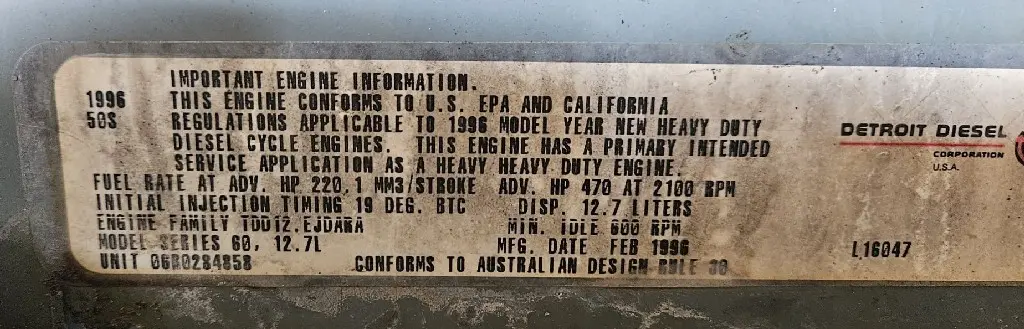 IMPORTANT ENGINE INFORMATION.
1996 THIS ENGINE CONFORMS TO U.S. EPA AND CALIFORNIA
50S REGULATIONS APPLICABLE TO 1996 MODEL YEAR NEW HEAVY DUTY
DIESEL CYCLE ENGINES. THIS ENGINE HAS A PRIMARY INTENDED
SERVICE APPLICATION AS A HEAVY HEAVY DUTY ENGINE.
FUEL RATE AT ADV. HP 220.1 MM3/STROKE ADV. HP 470 AT 2100 RPM
INITIAL INJECTION TIMING 19 DEG. BTC DISP. 12.7 LITERS
ENGINE FAMILY TDD12.EJDARA MIN. IDLE 600 RPM
MODEL SERIES 60, 12.7L MFG. DATE FEB 1996
UNIT 06R0284858 CONFORMS TO AUSTRALIAN DESIGN RULE 30
DETROIT DIESEL
CORPORATION
U.S.A.
L16047